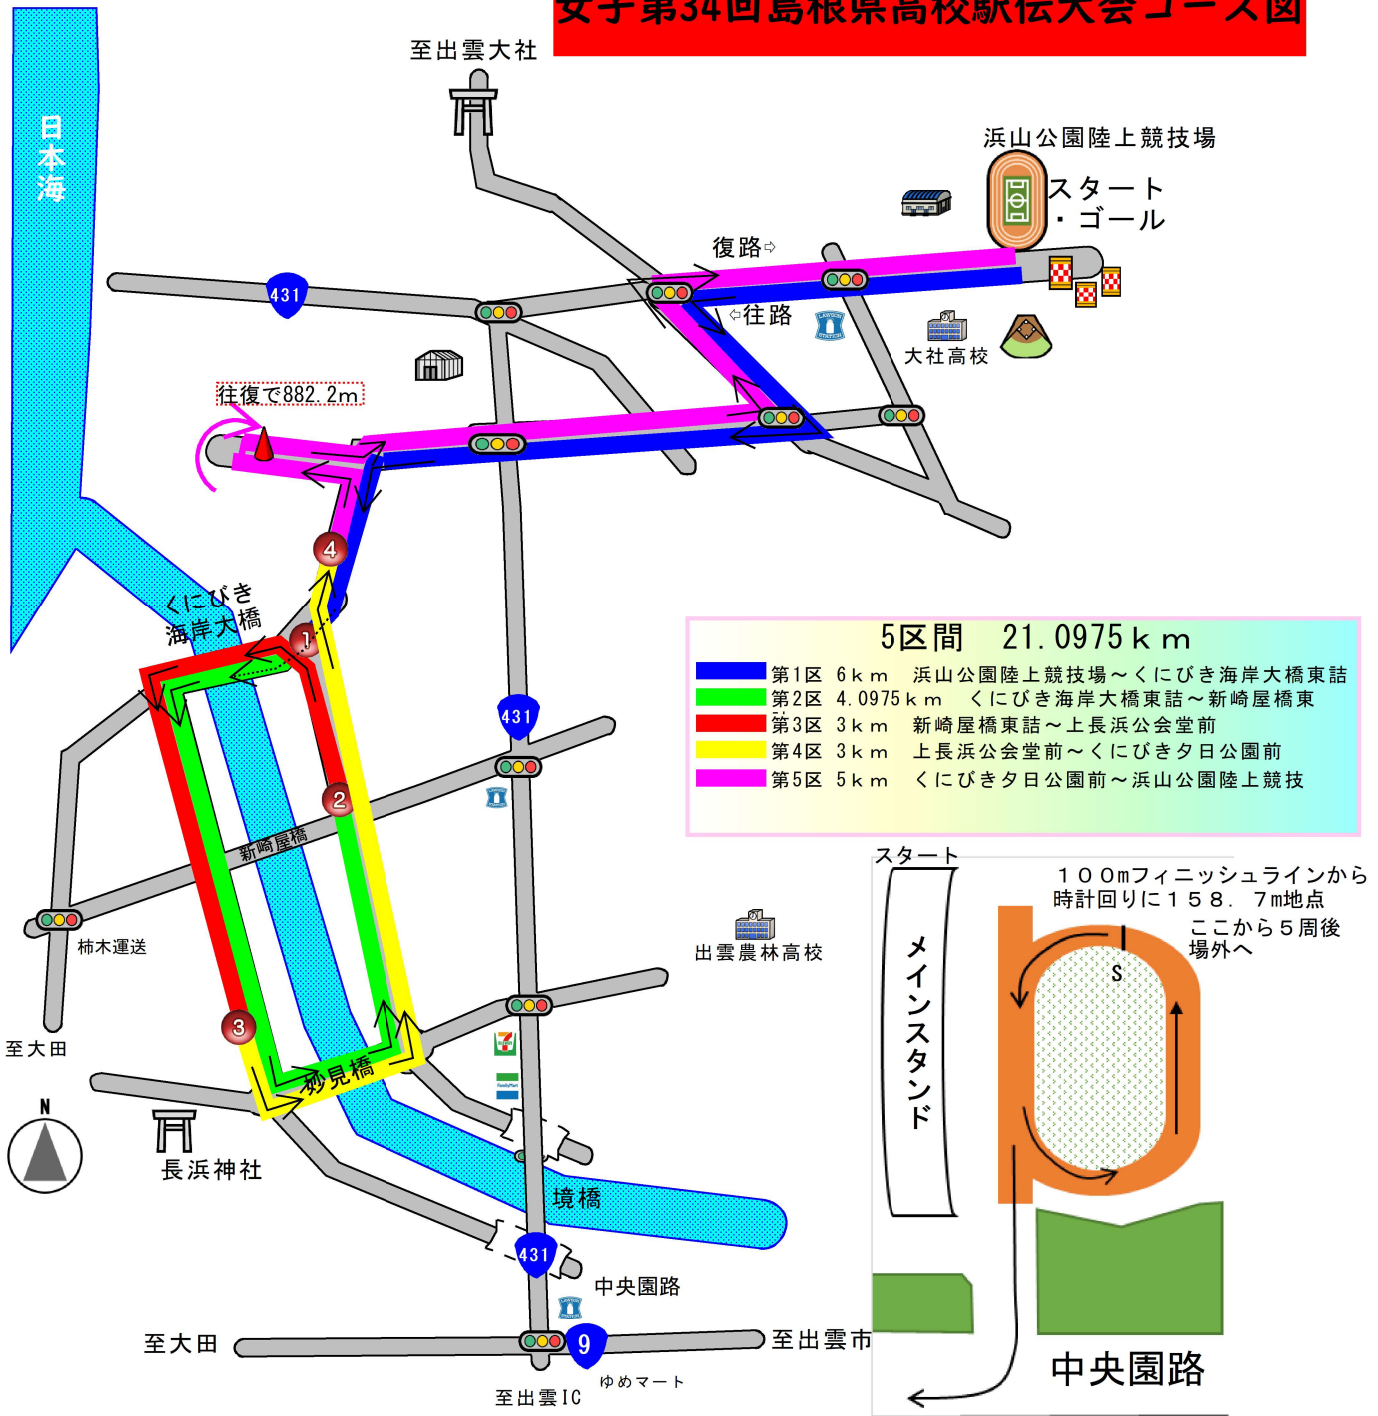 女子第34回島根県高校駅伝大会コース図
至出雲大社
日本海
浜山公園陸上競技場
スタート
・ゴール
復路⇨
431
⇦往路
LAWSON
STATION
大社高校
往復で882.2m
4
くにびき
海岸大橋
1
5区間 21.0975ｋｍ
第1区 6ｋｍ 浜山公園陸上競技場～くにびき海岸大橋東詰
第2区 4.0975ｋｍ くにびき海岸大橋東詰～新崎屋橋東
第3区 3ｋｍ 新崎屋橋東詰～上長浜公会堂前
第4区 3ｋｍ 上長浜公会堂前～くにびき夕日公園前
第5区 5ｋｍ くにびき夕日公園前～浜山公園陸上競技
431
2
新崎屋橋
柿木運送
出雲農林高校
3
至大田
妙見橋
7
FamilyMart
N
長浜神社
境橋
431
中央園路
至大田
9
至出雲市
ゆめマート
至出雲IC
スタート
１００mフィニッシュラインから
時計回りに１５８．７m地点
ここから５周後
場外へ
メインスタンド
S
中央園路